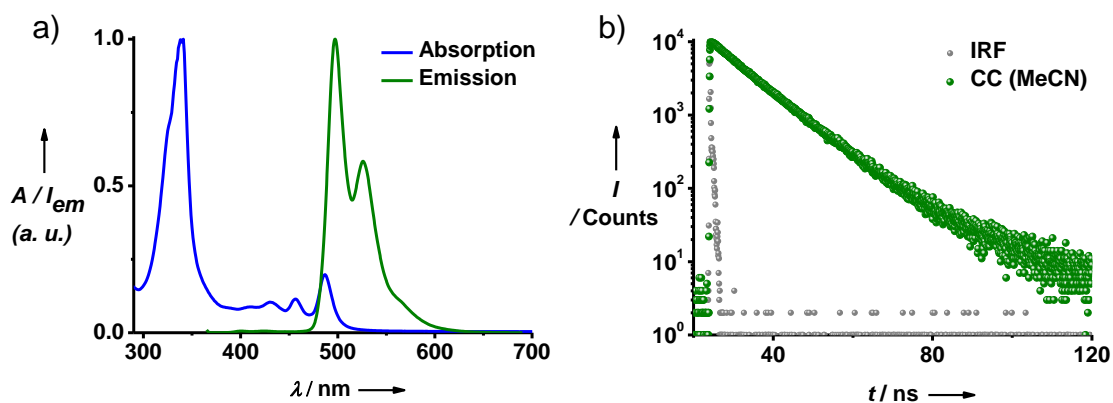 a)
1.0
0.5
0.0
A / I_em
(a. u.)
Absorption
Emission
300 400 500 600 700
λ / nm
b)
10^4
10^3
10^2
10^1
10^0
I
/ Counts
IRF
CC (MeCN)
40 80 120
t / ns